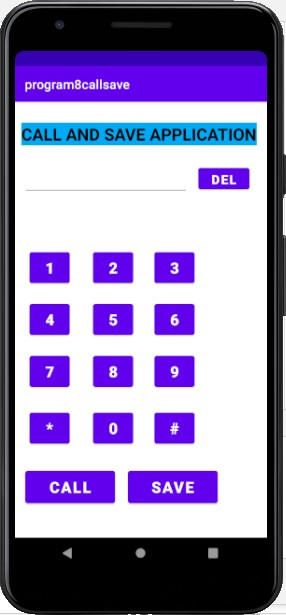 program8callsave
CALL AND SAVE APPLICATION
DEL
1 2 3
4 5 6
7 8 9
* 0 #
CALL SAVE